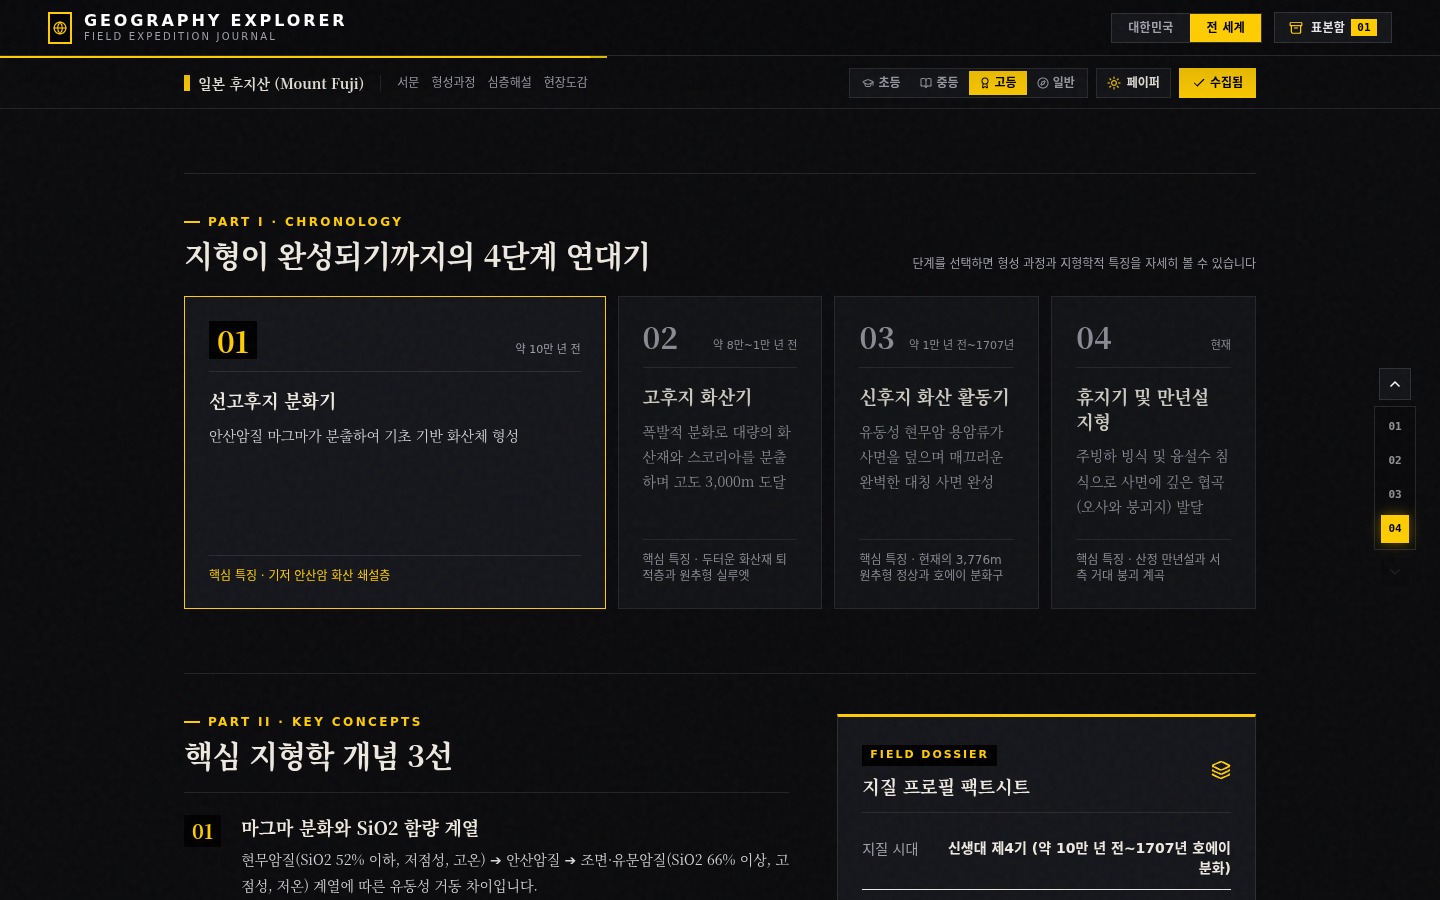 GEOGRAPHY EXPLORER
FIELD EXPEDITION JOURNAL
대한민국
전 세계
표본함 01
일본 후지산 (Mount Fuji)
서문 형성과정 심층해설 현장도감
초등 중등 고등 일반
페이퍼
수집됨
PART I · CHRONOLOGY
지형이 완성되기까지의 4단계 연대기
단계를 선택하면 형성 과정과 지형학적 특징을 자세히 볼 수 있습니다
01
약 10만 년 전
선고후지 분화기
안산암질 마그마가 분출하여 기초 기반 화산체 형성
핵심 특징 · 기저 안산암 화산 쇄설층
02
약 8만~1만 년 전
고후지 화산기
폭발적 분화로 대량의 화
산재와 스코리아를 분출
하며 고도 3,000m 도달
핵심 특징 · 두터운 화산재 퇴
적층과 원추형 실루엣
03
약 1만 년 전~1707년
신후지 화산 활동기
유동성 현무암 용암류가
사면을 덮으며 매끄러운
완벽한 대칭 사면 완성
핵심 특징 · 현재의 3,776m
원추형 정상과 호에이 분화구
04
현재
휴지기 및 만년설
지형
주빙하 빙식 및 융설수 침
식으로 사면에 깊은 협곡
(오사와 붕괴지) 발달
핵심 특징 · 산정 만년설과 서
측 거대 붕괴 계곡
01
02
03
04
PART II · KEY CONCEPTS
핵심 지형학 개념 3선
01
마그마 분화와 SiO2 함량 계열
현무암질(SiO2 52% 이하, 저점성, 고온) ➔ 안산암질 ➔ 조면·유문암질(SiO2 66% 이상, 고
점성, 저온) 계열에 따른 유동성 거동 차이입니다.
FIELD DOSSIER
지질 프로필 팩트시트
지질 시대
신생대 제4기 (약 10만 년 전~1707년 호에이
분화)